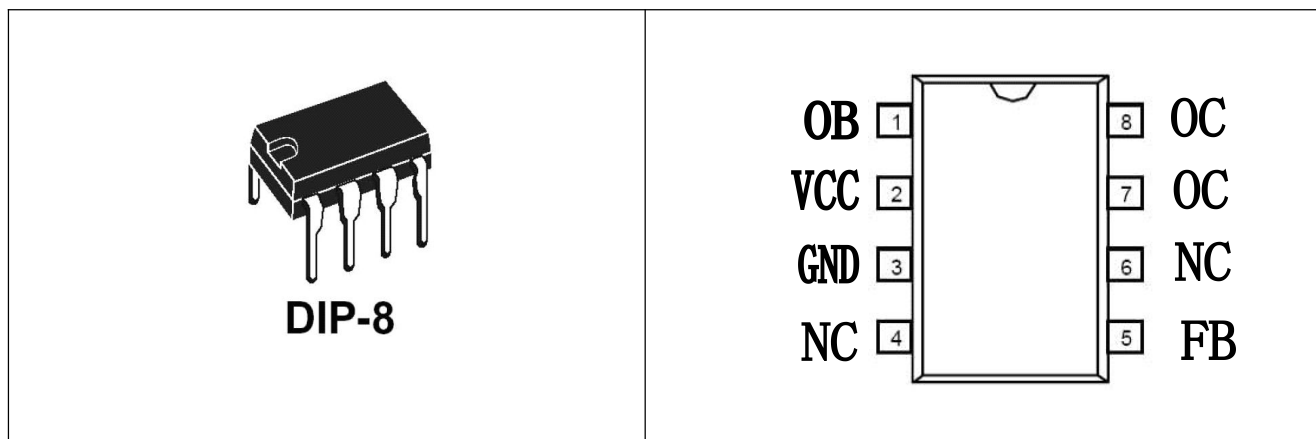 DIP-8
OB 1 8 OC
VCC 2 7 OC
GND 3 6 NC
NC 4 5 FB